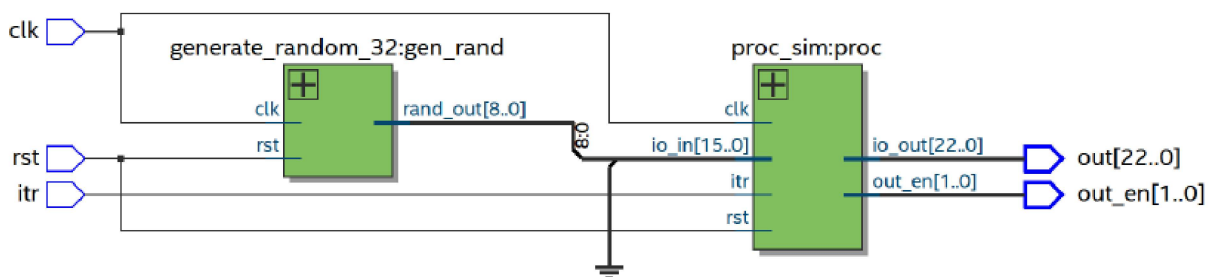 clk
generate_random_32:gen_rand
proc_sim:proc
clk
rand_out[8..0]
clk
rst
8:0
io_in[15..0]
io_out[22..0]
out[22..0]
rst
itr
itr
out_en[1..0]
out_en[1..0]
rst